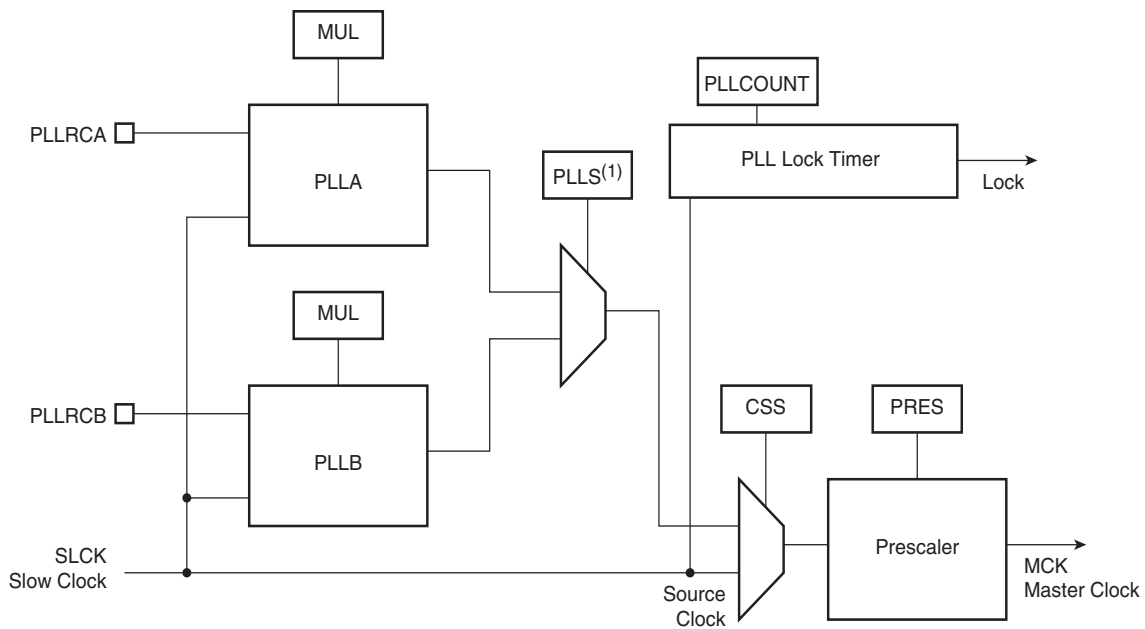 MUL
PLLCOUNT
PLLRCA
PLLA
PLL Lock Timer
PLLS(1)
Lock
MUL
PLLRCB
PLLB
CSS
PRES
Prescaler
SLCK
Slow Clock
Source
Clock
MCK
Master Clock